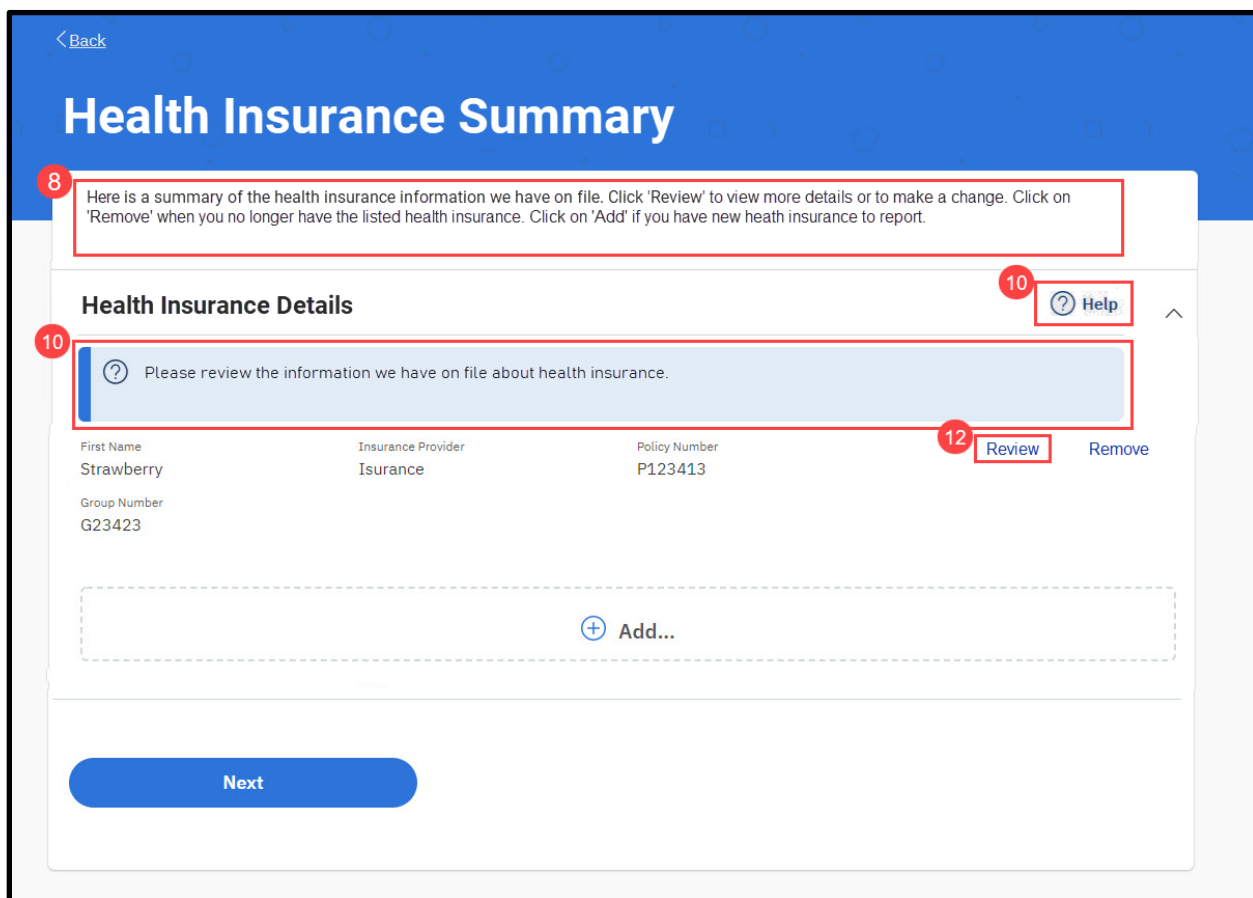 Back
Health Insurance Summary
8
Here is a summary of the health insurance information we have on file. Click 'Review' to view more details or to make a change. Click on
'Remove' when you no longer have the listed health insurance. Click on 'Add' if you have new heath insurance to report.
Health Insurance Details
10
Help
10
Please review the information we have on file about health insurance.
First Name
Insurance Provider
Policy Number
12
Review
Remove
Strawberry
Isurance
P123413
Group Number
G23423
Add...
Next